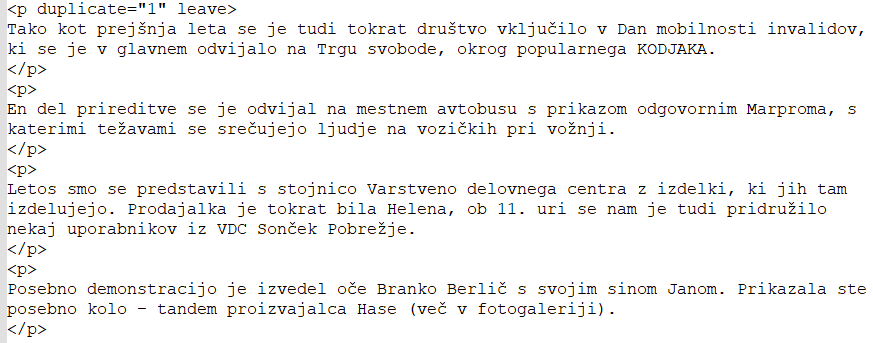 <p duplicate="1" leave>
Tako kot prejšnja leta se je tudi tokrat društvo vključilo v Dan mobilnosti invalidov,
ki se je v glavnem odvijalo na Trgu svobode, okrog popularnega KODJAKA.
</p>
<p>
En del prireditve se je odvijal na mestnem avtobusu s prikazom odgovornim Marproma, s
katerimi težavami se srečujejo ljudje na vozičkih pri vožnji.
</p>
<p>
Letos smo se predstavili s stojnico Varstveno delovnega centra z izdelki, ki jih tam
izdelujejo. Prodajalka je tokrat bila Helena, ob 11. uri se nam je tudi pridružilo
nekaj uporabnikov iz VDC Sonček Pobrežje.
</p>
<p>
Posebno demonstracijo je izvedel oče Branko Berlič s svojim sinom Janom. Prikazala ste
posebno kolo – tandem proizvajalca Hase (več v fotogaleriji).
</p>